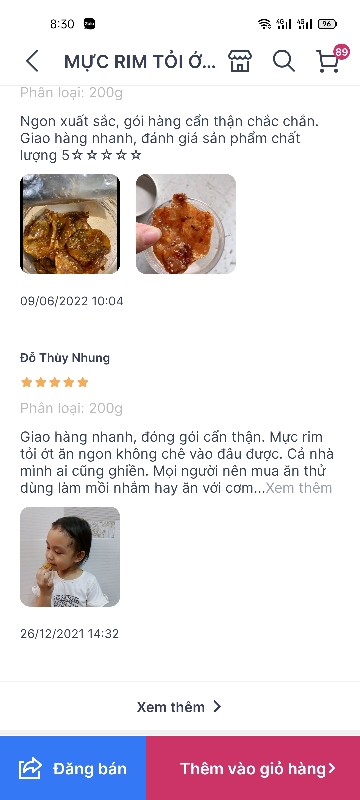 8:30 Zalo 4G 4G 96
MỰC RIM TỎI Ớ... 89
Phân loại: 200g
Ngon xuất sắc, gói hàng cẩn thận chắc chắn.
Giao hàng nhanh, đánh giá sản phẩm chất
lượng 5☆☆☆☆☆
09/06/2022 10:04
Đỗ Thùy Nhung
Phân loại: 200g
Giao hàng nhanh, đóng gói cẩn thận. Mực rim
tỏi ớt ăn ngon không chê vào đâu được. Cả nhà
mình ai cũng ghiền. Mọi người nên mua ăn thử
dùng làm mồi nhắm hay ăn với cơm...Xem thêm
26/12/2021 14:32
Xem thêm
Đăng bán
Thêm vào giỏ hàng